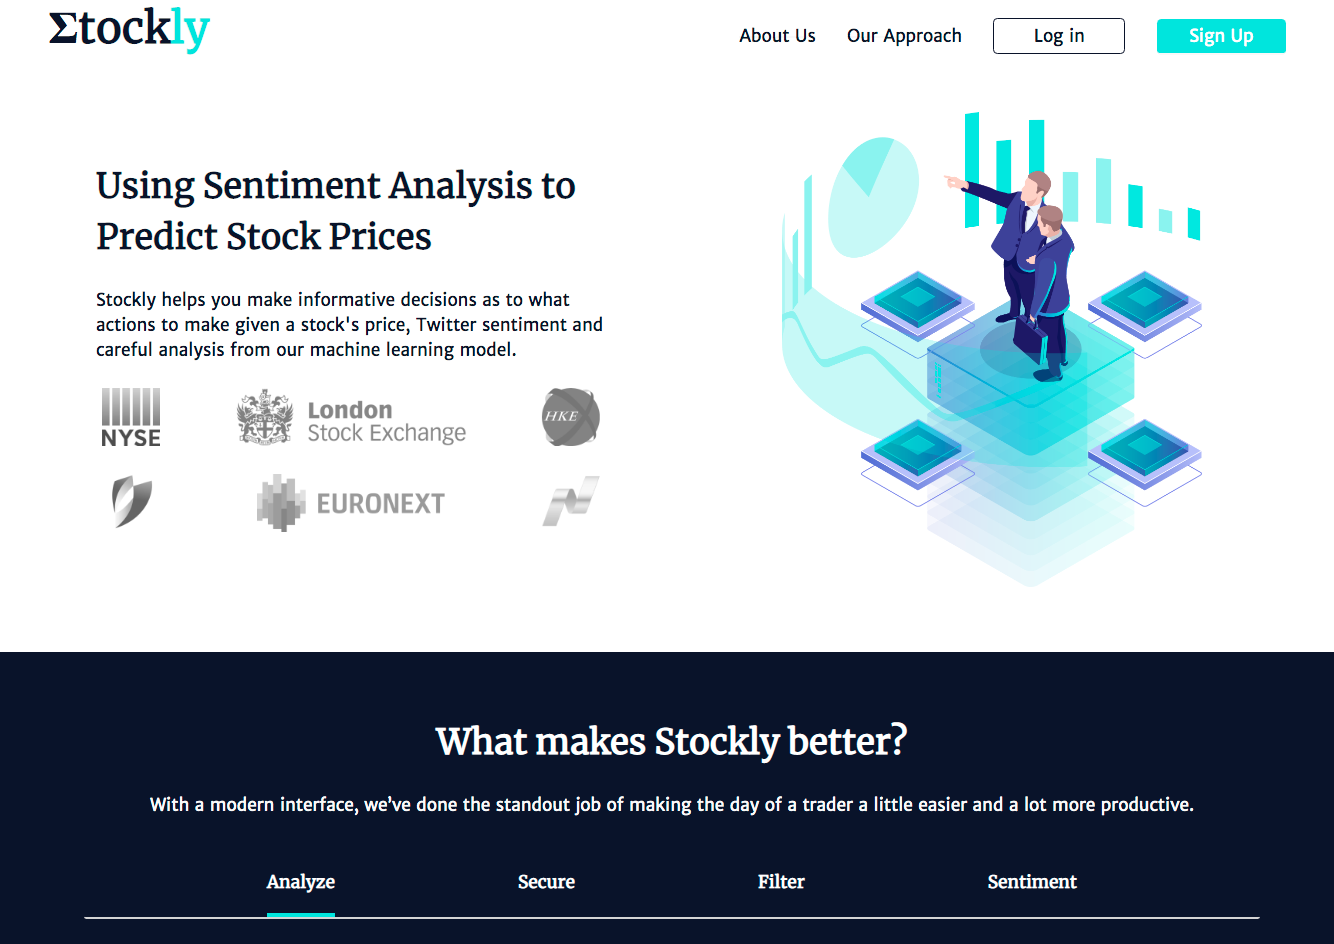 Σtockly
About Us
Our Approach
Log in
Sign Up
Using Sentiment Analysis to
Predict Stock Prices
Stockly helps you make informative decisions as to what
actions to make given a stock's price, Twitter sentiment and
careful analysis from our machine learning model.
NYSE
London
Stock Exchange
HKE
EURONEXT
What makes Stockly better?
With a modern interface, we’ve done the standout job of making the day of a trader a little easier and a lot more productive.
Analyze
Secure
Filter
Sentiment